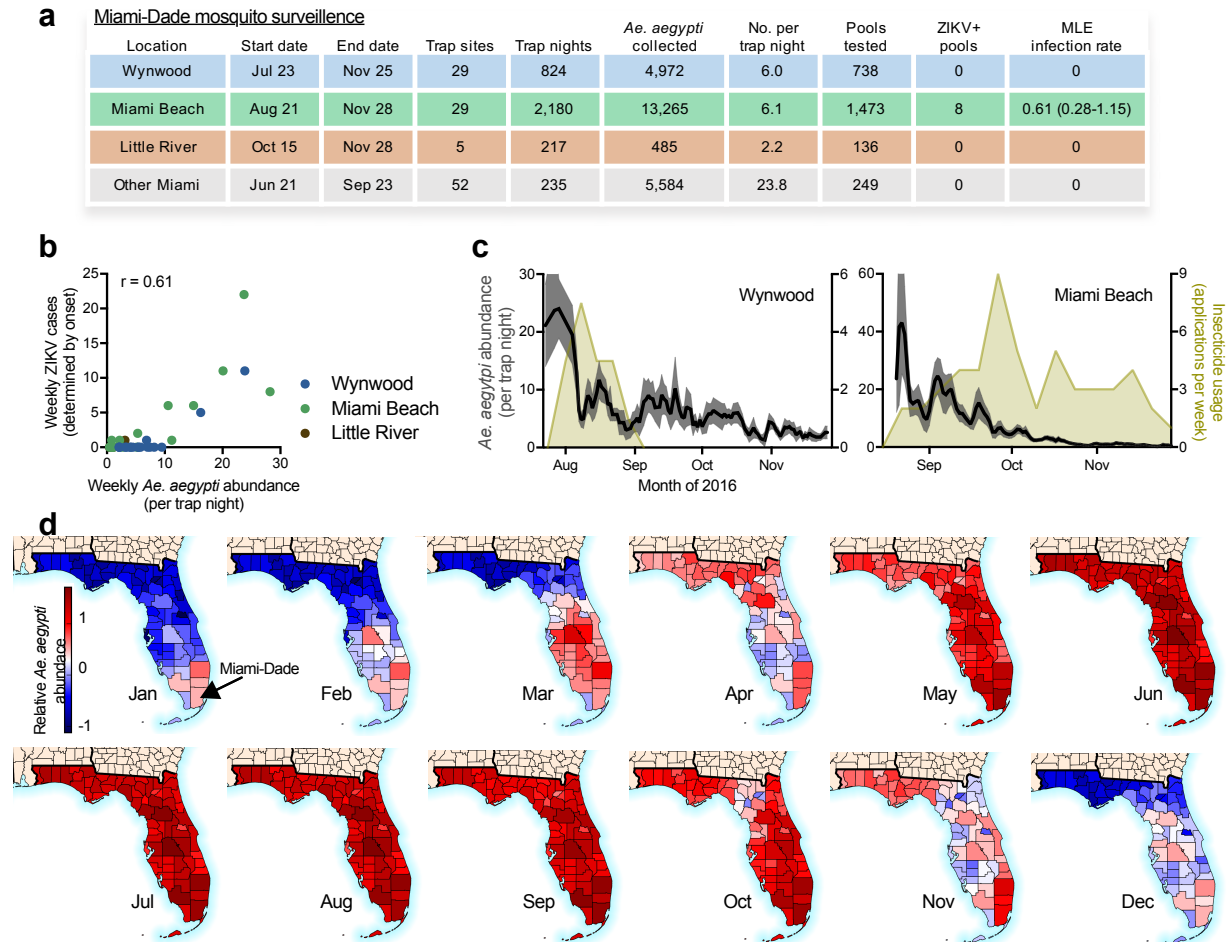 a
Miami-Dade mosquito surveillence
Location Start date End date Trap sites Trap nights Ae. aegypti collected No. per trap night Pools tested ZIKV+ pools MLE infection rate
Wynwood Jul 23 Nov 25 29 824 4,972 6.0 738 0 0
Miami Beach Aug 21 Nov 28 29 2,180 13,265 6.1 1,473 8 0.61 (0.28-1.15)
Little River Oct 15 Nov 28 5 217 485 2.2 136 0 0
Other Miami Jun 21 Sep 23 52 235 5,584 23.8 249 0 0
b
r = 0.61
Weekly ZIKV cases
(determined by onset)
25
20
15
10
5
0
0 10 20 30
Weekly Ae. aegypti abundance
(per trap night)
Wynwood
Miami Beach
Little River
c
Ae. aegytpi abundance
(per trap night)
30
20
10
0
Wynwood
6
4
2
0
Aug Sep Oct Nov
Month of 2016
60
40
20
0
Miami Beach
9
6
3
0
Sep Oct Nov
Insecticide usage
(applications per week)
d
Relative Ae. aegypti
abundance
1
0
-1
Miami-Dade
Jan Feb Mar Apr May Jun
Jul Aug Sep Oct Nov Dec